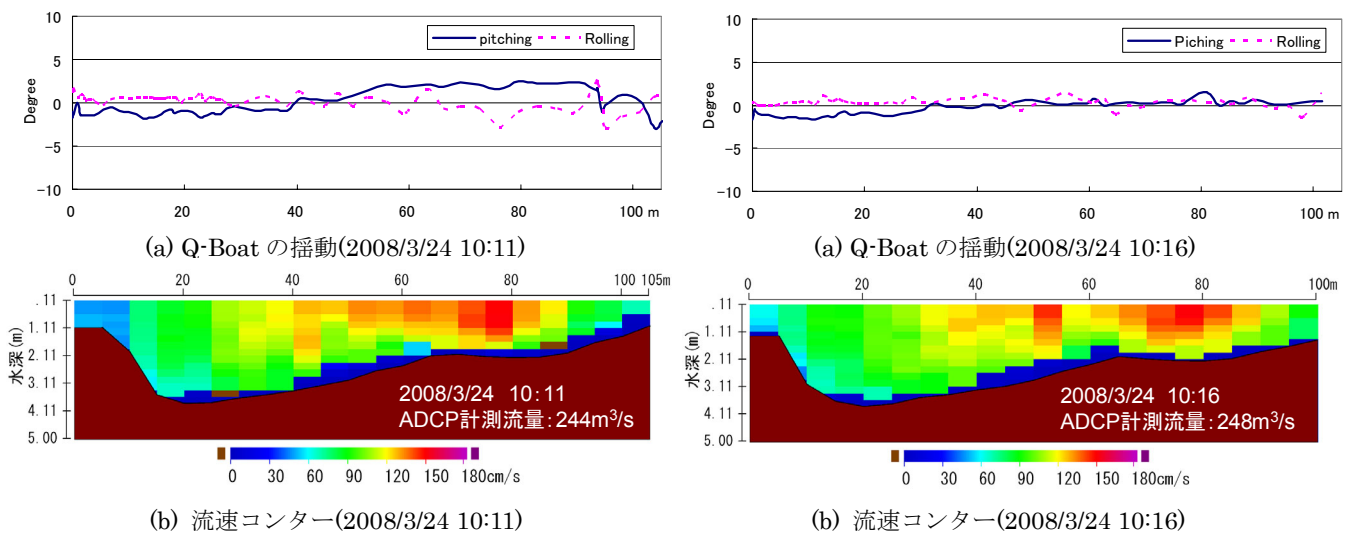 10
5
0
−5
−10
Degree
pitching Rolling
0 20 40 60 80 100 m
(a) Q-Boat の揺動(2008/3/24 10:11)
0m 20 40 60 80 100 105m
.11
1.11
2.11
3.11
4.11
5.00
水深(m)
2008/3/24 10:11
ADCP計測流量:244m³/s
0 30 60 90 120 150 180cm/s
(b) 流速コンター(2008/3/24 10:11)
10
5
0
−5
−10
Degree
Piching Rolling
0 20 40 60 80 100 m
(a) Q-Boat の揺動(2008/3/24 10:16)
0m 20 40 60 80 100m
.11
1.11
2.11
3.11
4.11
5.00
水深(m)
2008/3/24 10:16
ADCP計測流量:248m³/s
0 30 60 90 120 150 180cm/s
(b) 流速コンター(2008/3/24 10:16)